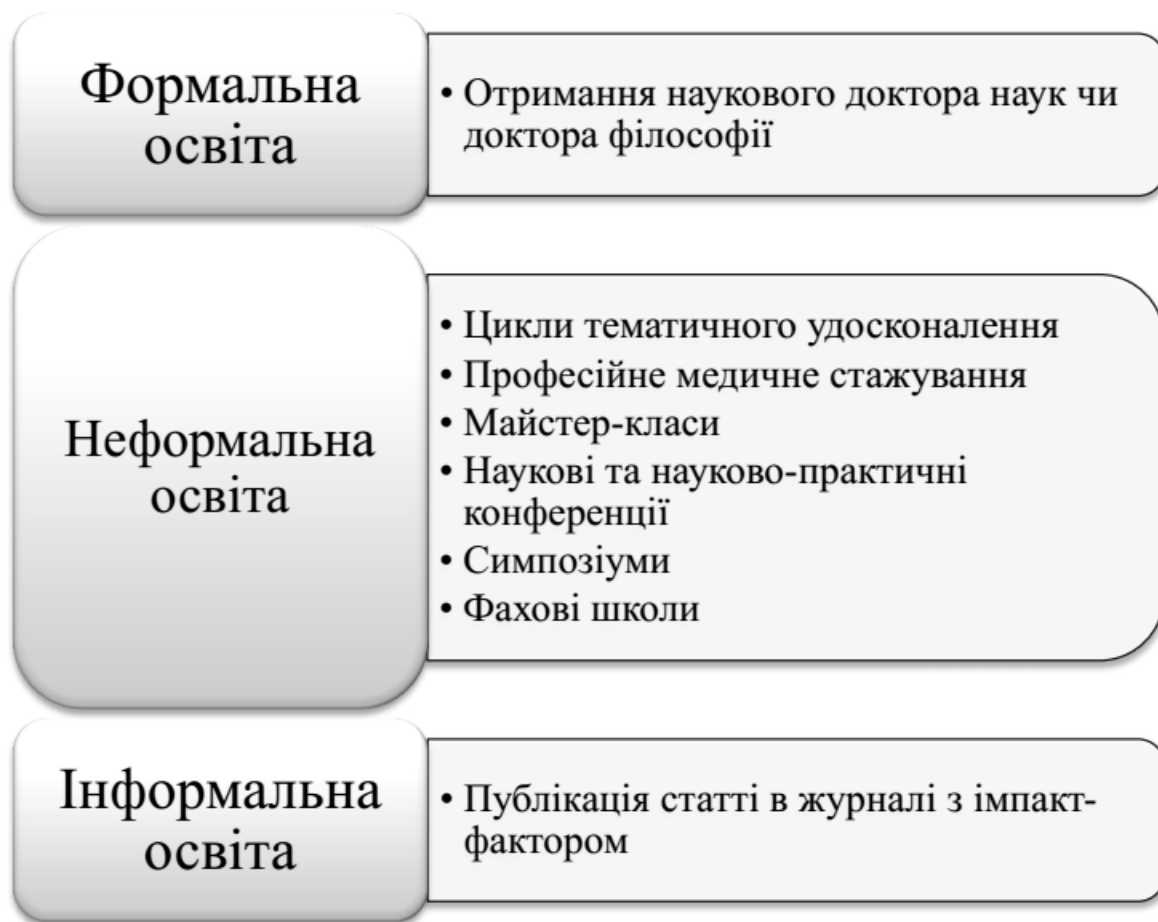 Формальна
освіта
• Отримання наукового доктора наук чи
доктора філософії
Неформальна
освіта
• Цикли тематичного удосконалення
• Професійне медичне стажування
• Майстер-класи
• Наукові та науково-практичні
конференції
• Симпозіуми
• Фахові школи
Інформальна
освіта
• Публікація статті в журналі з імпакт-
фактором